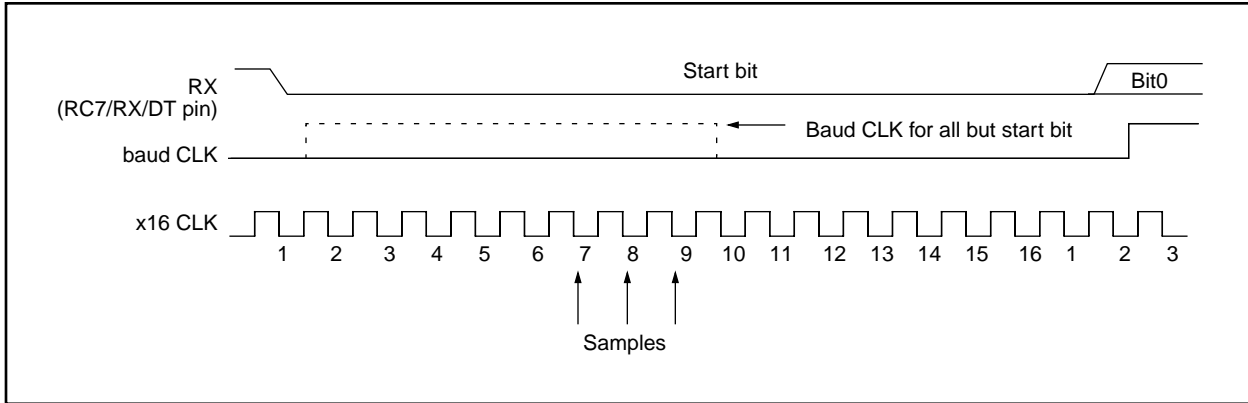 Start bit
RX
(RC7/RX/DT pin)
Bit0
Baud CLK for all but start bit
baud CLK
x16 CLK
1 2 3 4 5 6 7 8 9 10 11 12 13 14 15 16 1 2 3
Samples